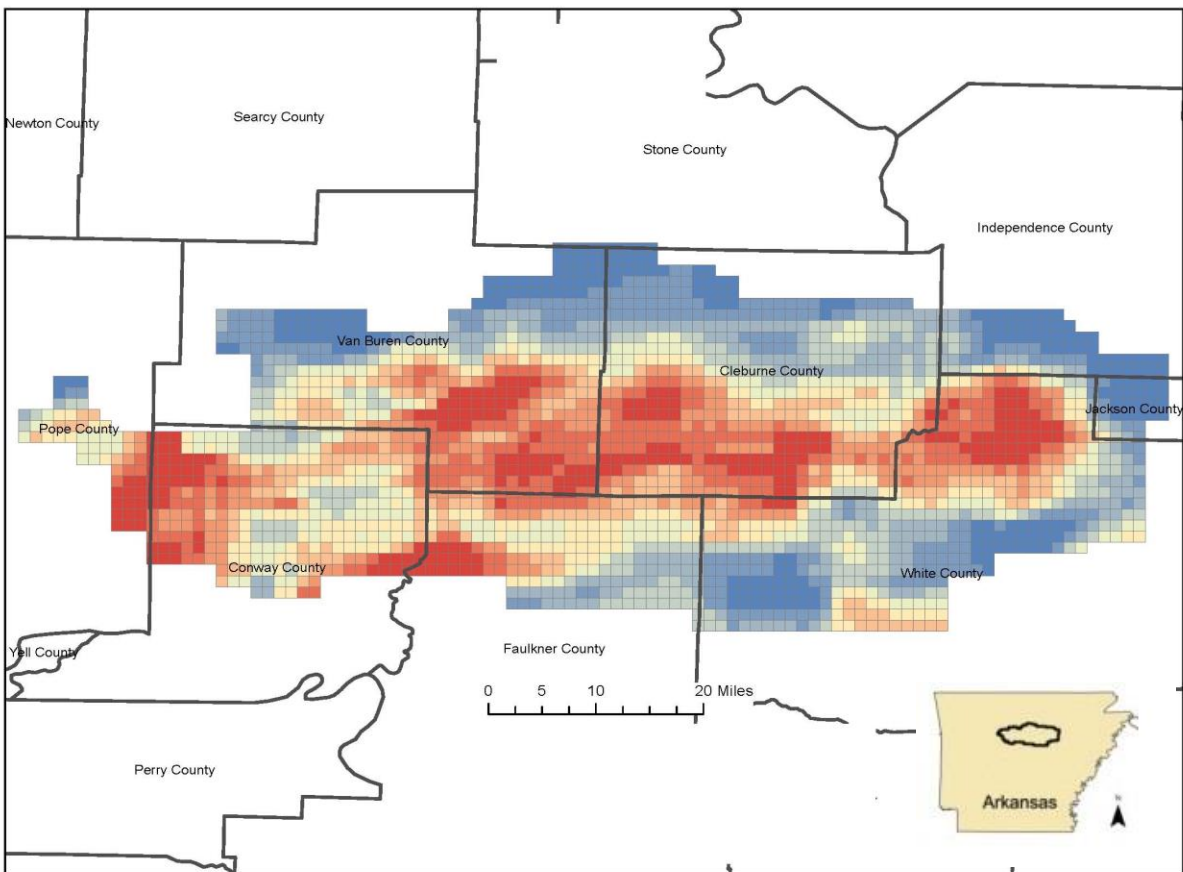 Searcy County
Newton County
Stone County
Independence County
Van Buren County
Cleburne County
Jackson County
Pope County
Conway County
White County
Yell County
Faulkner County
0 5 10 20 Miles
Perry County
N
Arkansas